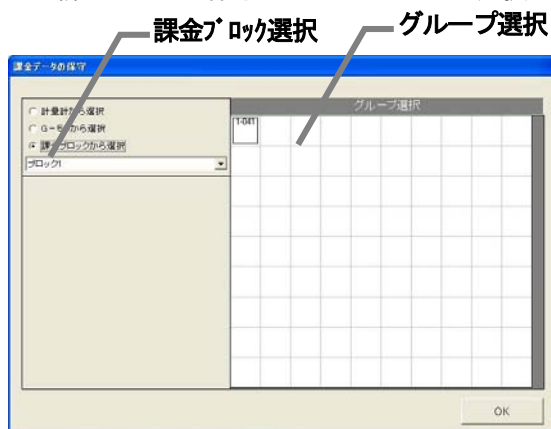 課金ﾌﾞﾛｯｸ選択
グループ選択
課金データの保守
計量計から選択
から選択
課金ブロックから選択
ブロック1
グループ選択
1-041
OK